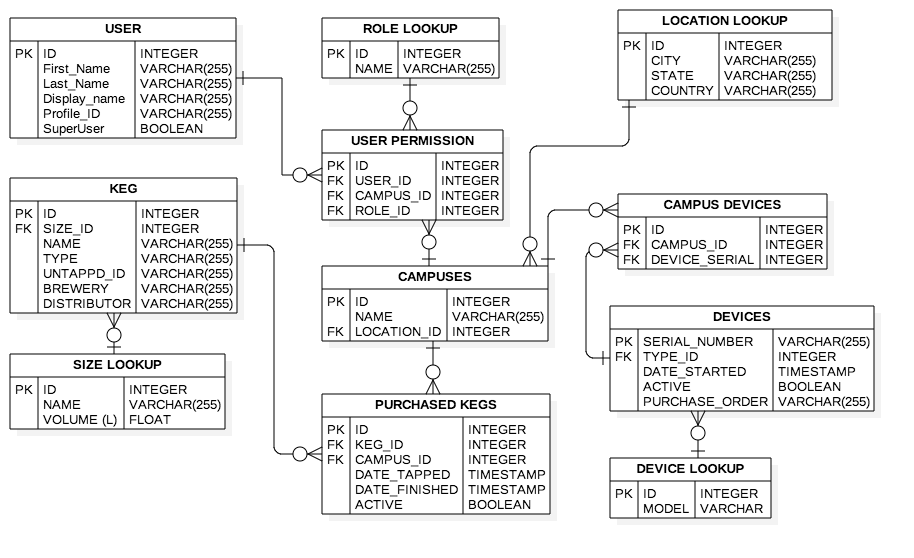 USER
PK ID INTEGER
First_Name VARCHAR(255)
Last_Name VARCHAR(255)
Display_name VARCHAR(255)
Profile_ID VARCHAR(255)
SuperUser BOOLEAN
ROLE LOOKUP
PK ID INTEGER
NAME VARCHAR(255)
LOCATION LOOKUP
PK ID INTEGER
CITY VARCHAR(255)
STATE VARCHAR(255)
COUNTRY VARCHAR(255)
USER PERMISSION
PK ID INTEGER
FK USER_ID INTEGER
FK CAMPUS_ID INTEGER
FK ROLE_ID INTEGER
KEG
PK ID INTEGER
FK SIZE_ID INTEGER
NAME VARCHAR(255)
TYPE VARCHAR(255)
UNTAPPD_ID VARCHAR(255)
BREWERY VARCHAR(255)
DISTRIBUTOR VARCHAR(255)
CAMPUS DEVICES
PK ID INTEGER
FK CAMPUS_ID INTEGER
FK DEVICE_SERIAL INTEGER
CAMPUSES
PK ID INTEGER
NAME VARCHAR(255)
FK LOCATION_ID INTEGER
DEVICES
PK SERIAL_NUMBER VARCHAR(255)
FK TYPE_ID INTEGER
DATE_STARTED TIMESTAMP
ACTIVE BOOLEAN
PURCHASE_ORDER VARCHAR(255)
SIZE LOOKUP
PK ID INTEGER
NAME VARCHAR(255)
VOLUME (L) FLOAT
PURCHASED KEGS
PK ID INTEGER
FK KEG_ID INTEGER
FK CAMPUS_ID INTEGER
DATE_TAPPED TIMESTAMP
DATE_FINISHED TIMESTAMP
ACTIVE BOOLEAN
DEVICE LOOKUP
PK ID INTEGER
MODEL VARCHAR